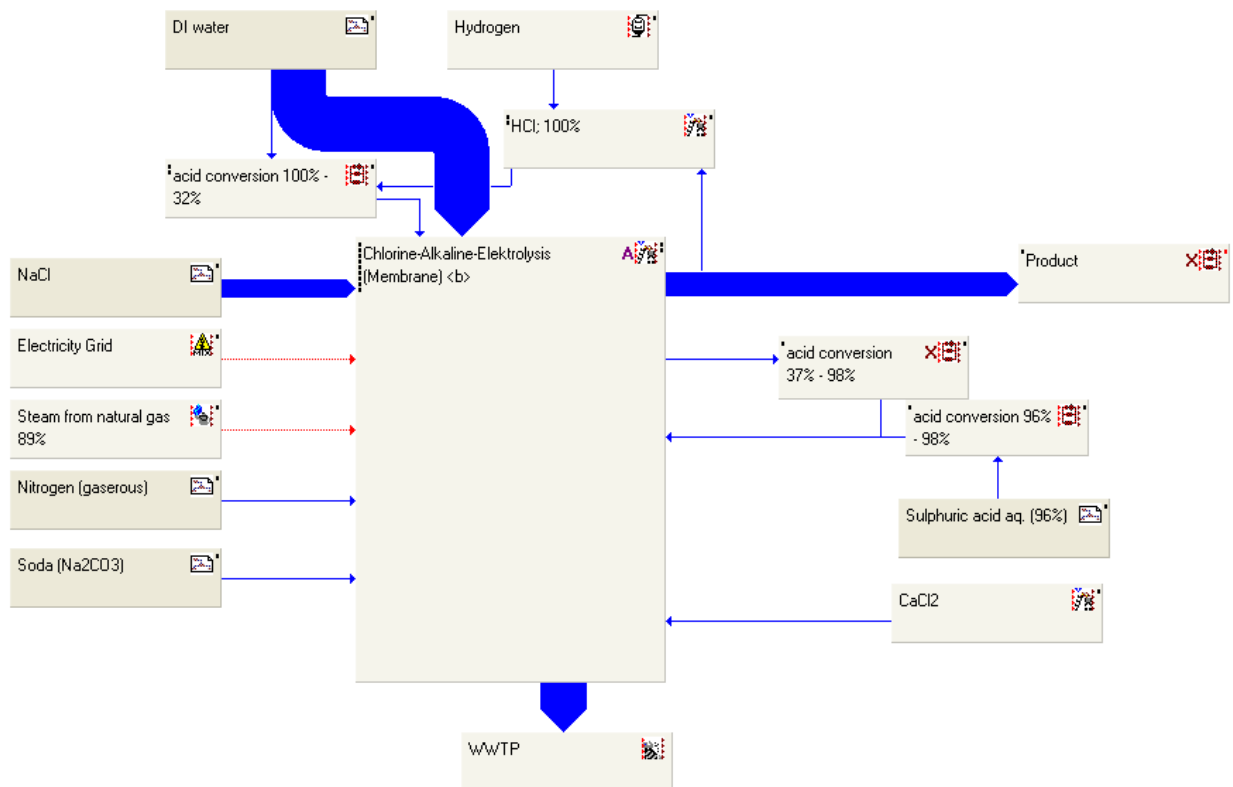 DI water
Hydrogen
HCl; 100%
acid conversion 100% -
32%
Chlorine-Alkaline-Elektrolysis
(Membrane) <b>
A
NaCl
Product
X
Electricity Grid
MIX
acid conversion
37% - 98%
X
Steam from natural gas
89%
acid conversion 96%
- 98%
Nitrogen (gaserous)
Sulphuric acid aq. (96%)
Soda (Na2CO3)
CaCl2
WWTP